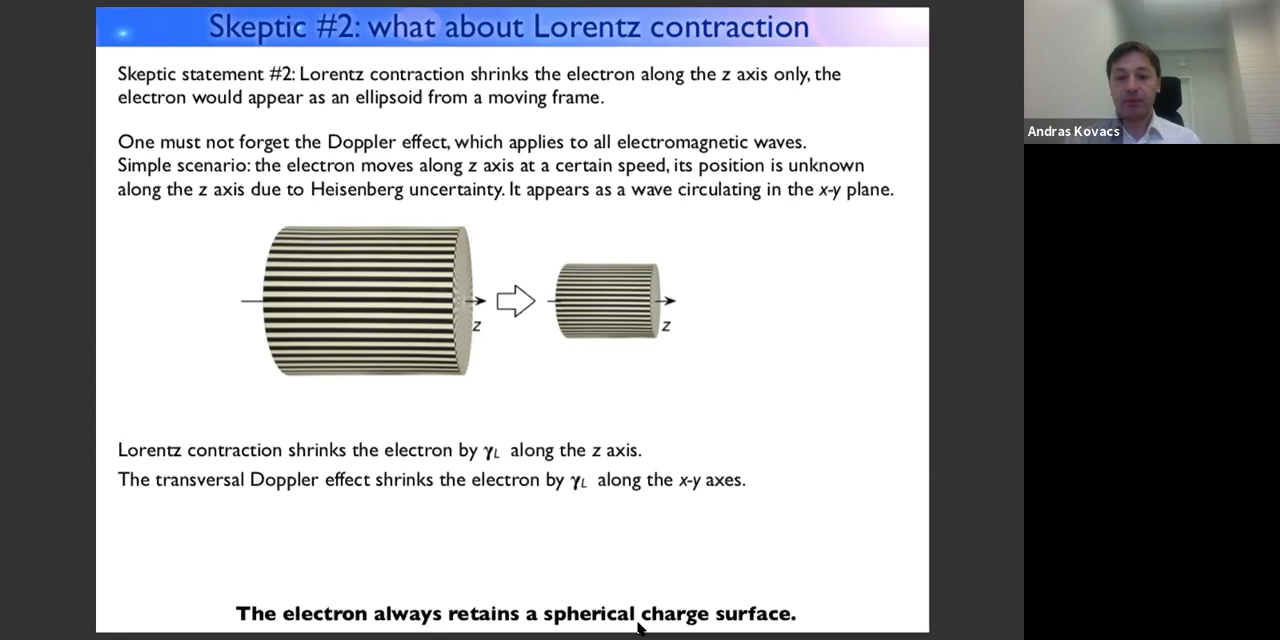 Skeptic #2: what about Lorentz contraction
Skeptic statement #2: Lorentz contraction shrinks the electron along the z axis only, the
electron would appear as an ellipsoid from a moving frame.
One must not forget the Doppler effect, which applies to all electromagnetic waves.
Simple scenario: the electron moves along z axis at a certain speed, its position is unknown
along the z axis due to Heisenberg uncertainty. It appears as a wave circulating in the x-y plane.
z
z
Lorentz contraction shrinks the electron by γL along the z axis.
The transversal Doppler effect shrinks the electron by γL along the x-y axes.
The electron always retains a spherical charge surface.
Andras Kovacs